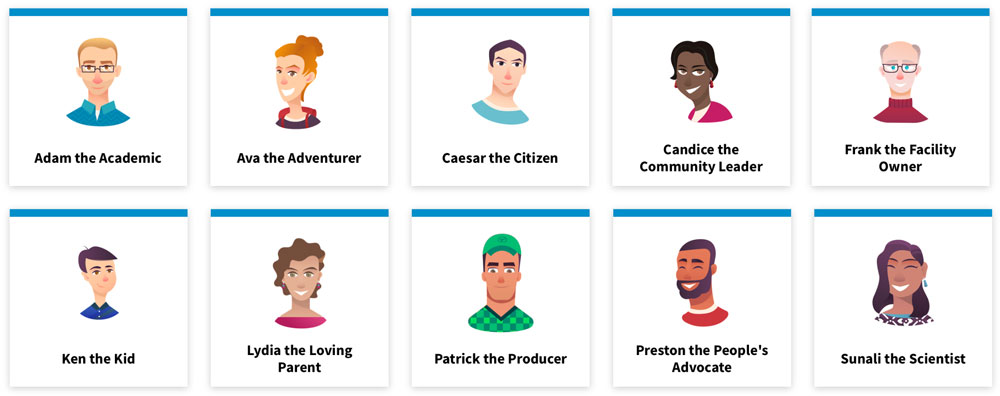 Adam the Academic
Ava the Adventurer
Caesar the Citizen
Candice the
Community Leader
Frank the Facility
Owner
Ken the Kid
Lydia the Loving
Parent
Patrick the Producer
Preston the People's
Advocate
Sunali the Scientist